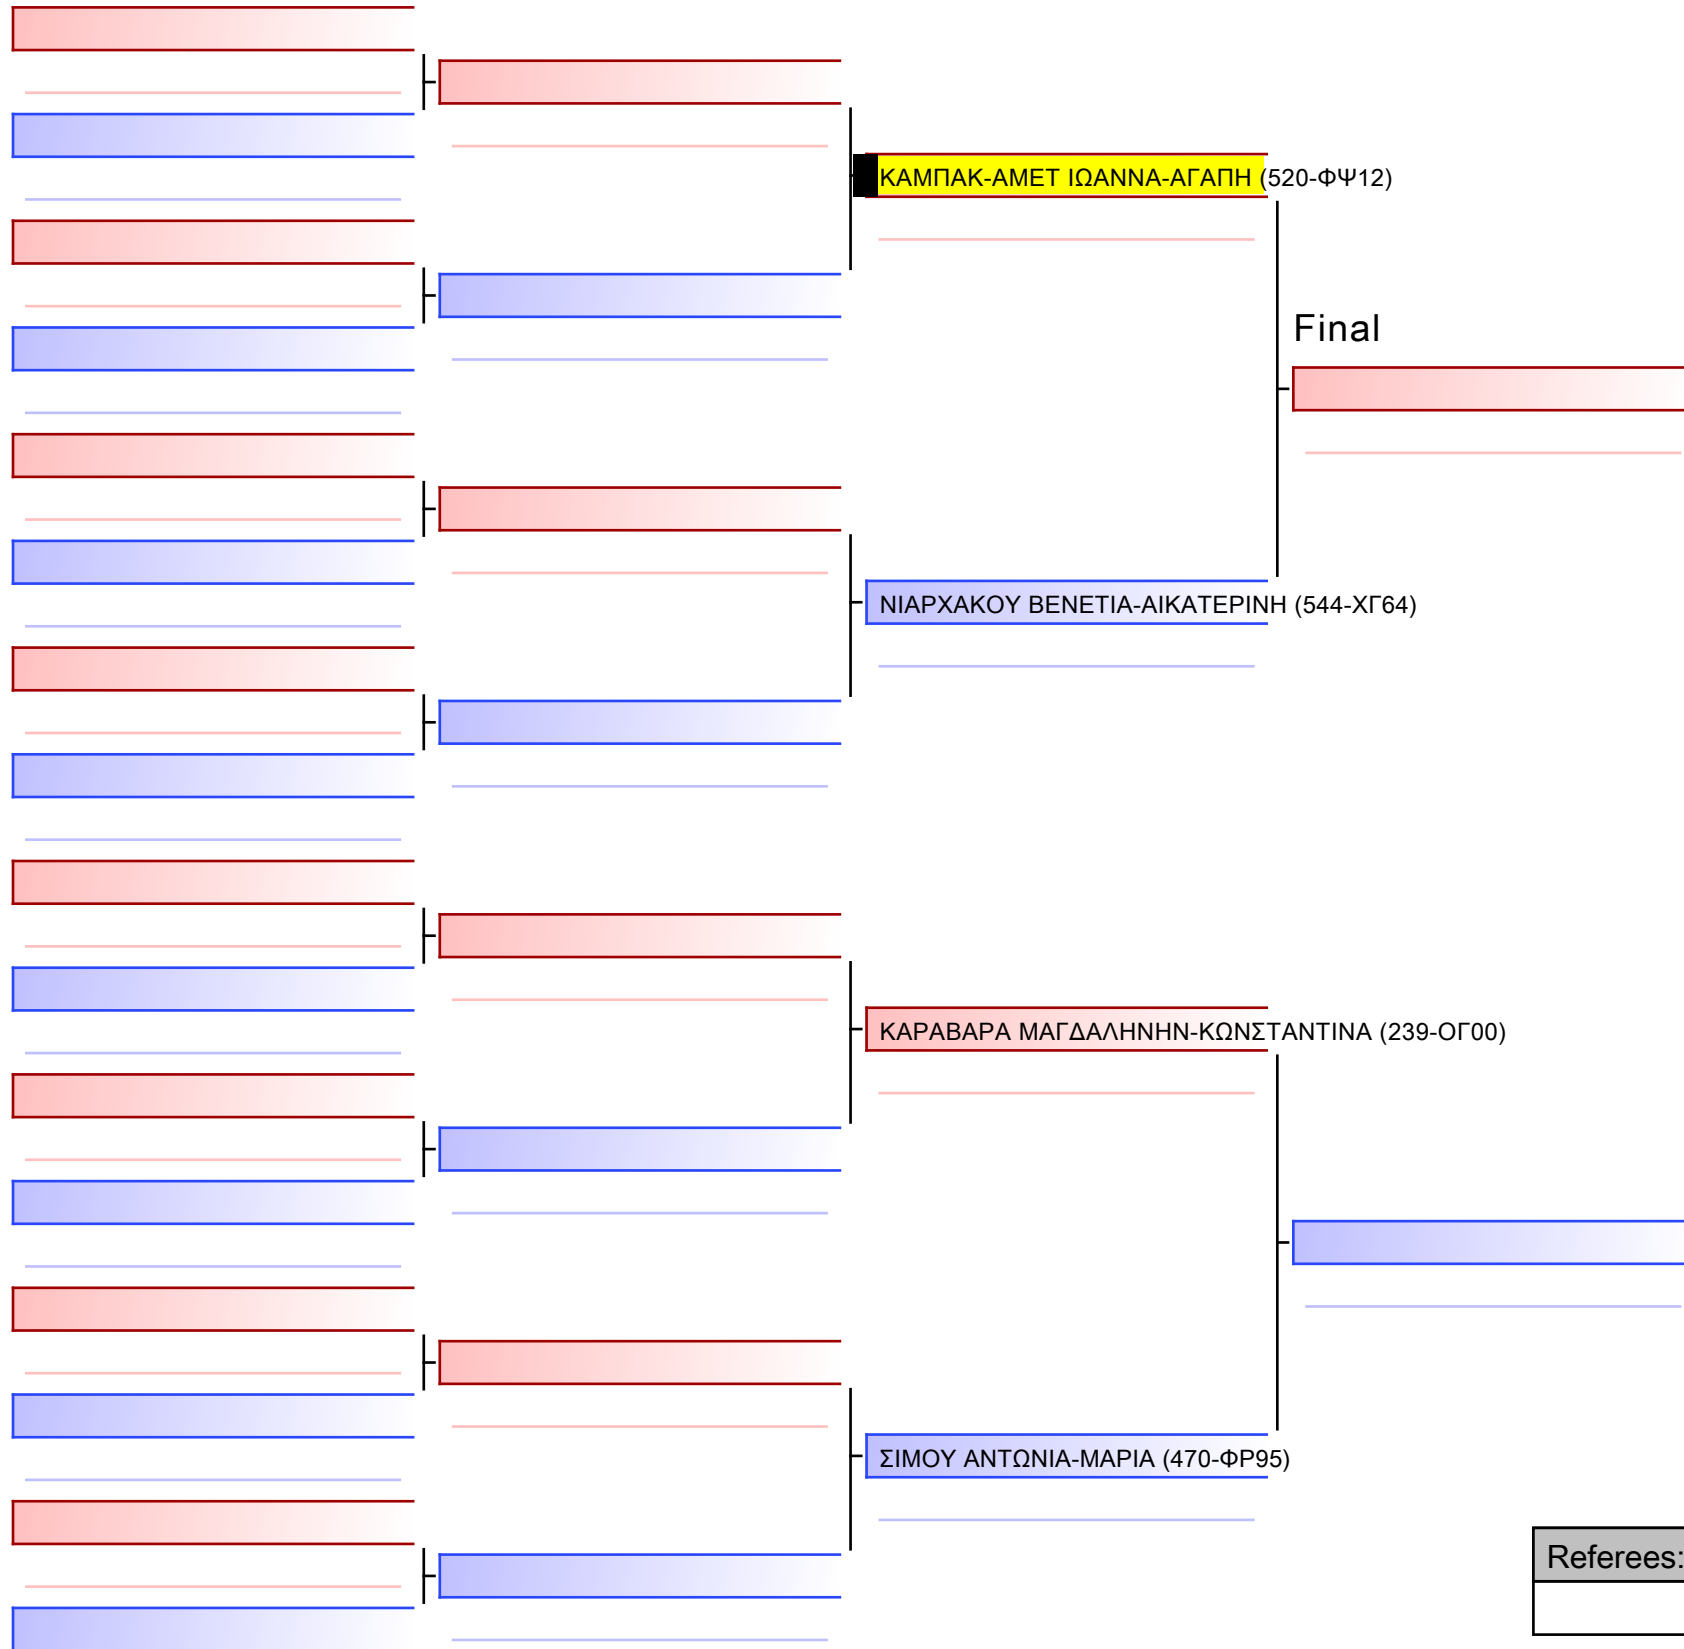 ΚΑΜΠΑΚ-ΑΜΕΤ ΙΩΑΝΝΑ-ΑΓΑΠΗ (520-ΦΨ12)
Final
ΝΙΑΡΧΑΚΟΥ ΒΕΝΕΤΙΑ-ΑΙΚΑΤΕΡΙΝΗ (544-ΧΓ64)
ΚΑΡΑΒΑΡΑ ΜΑΓΔΑΛΗΝΗΝ-ΚΩΝΣΤΑΝΤΙΝΑ (239-ΟΓ00)
ΣΙΜΟΥ ΑΝΤΩΝΙΑ-ΜΑΡΙΑ (470-ΦΡ95)
Referees: